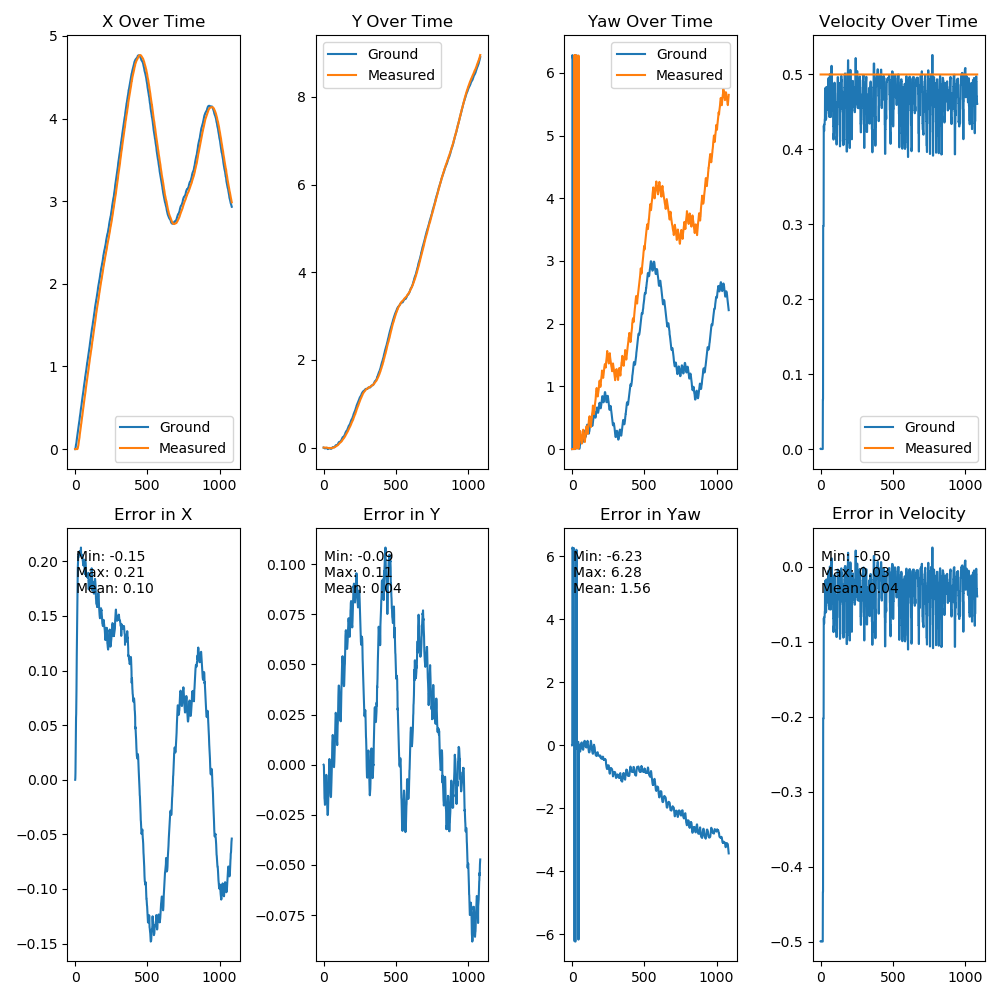 X Over Time
Y Over Time
Yaw Over Time
Velocity Over Time
5
4
3
2
1
0
0
500
1000
Ground
Measured
8
6
4
2
0
0
500
1000
Ground
Measured
6
5
4
3
2
1
0
0
500
1000
Ground
Measured
0.5
0.4
0.3
0.2
0.1
0.0
0
500
1000
Ground
Measured
Error in X
Error in Y
Error in Yaw
Error in Velocity
0.20
0.15
0.10
0.05
0.00
−0.05
−0.10
−0.15
0
500
1000
Min: -0.15
Max: 0.21
Mean: 0.10
0.100
0.075
0.050
0.025
0.000
−0.025
−0.050
−0.075
0
500
1000
Min: -0.09
Max: 0.11
Mean: 0.04
6
4
2
0
−2
−4
−6
0
500
1000
Min: -6.23
Max: 6.28
Mean: 1.56
0.0
−0.1
−0.2
−0.3
−0.4
−0.5
0
500
1000
Min: -0.50
Max: 0.03
Mean: 0.04